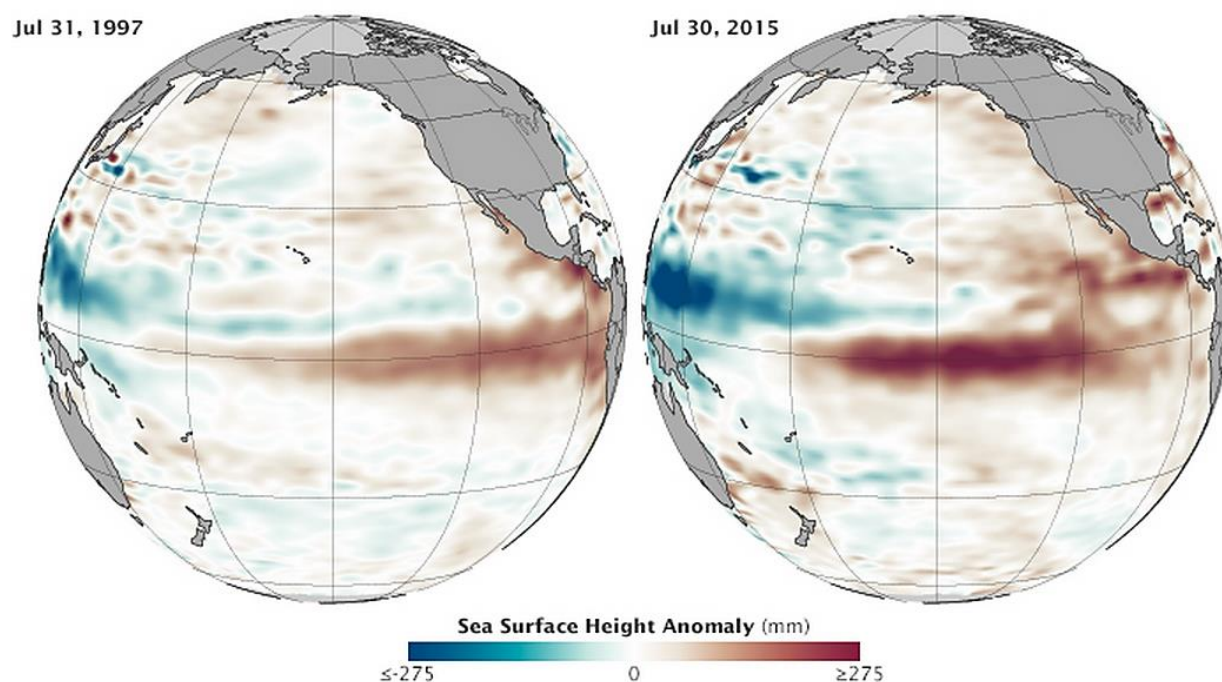 Jul 31, 1997
Jul 30, 2015
Sea Surface Height Anomaly (mm)
≤-275 0 ≥275